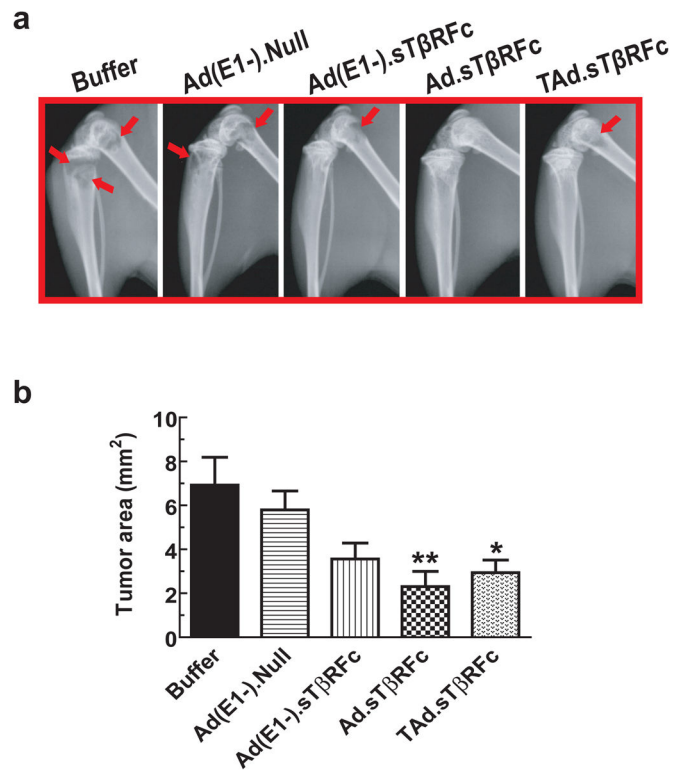 a
Buffer
Ad(E1-).Null
Ad(E1-).sTβRFc
Ad.sTβRFc
TAd.sTβRFc
b
Tumor area (mm²)
10
8
6
4
2
0
**
*
Buffer
Ad(E1-).Null
Ad(E1-).sTβRFc
Ad.sTβRFc
TAd.sTβRFc